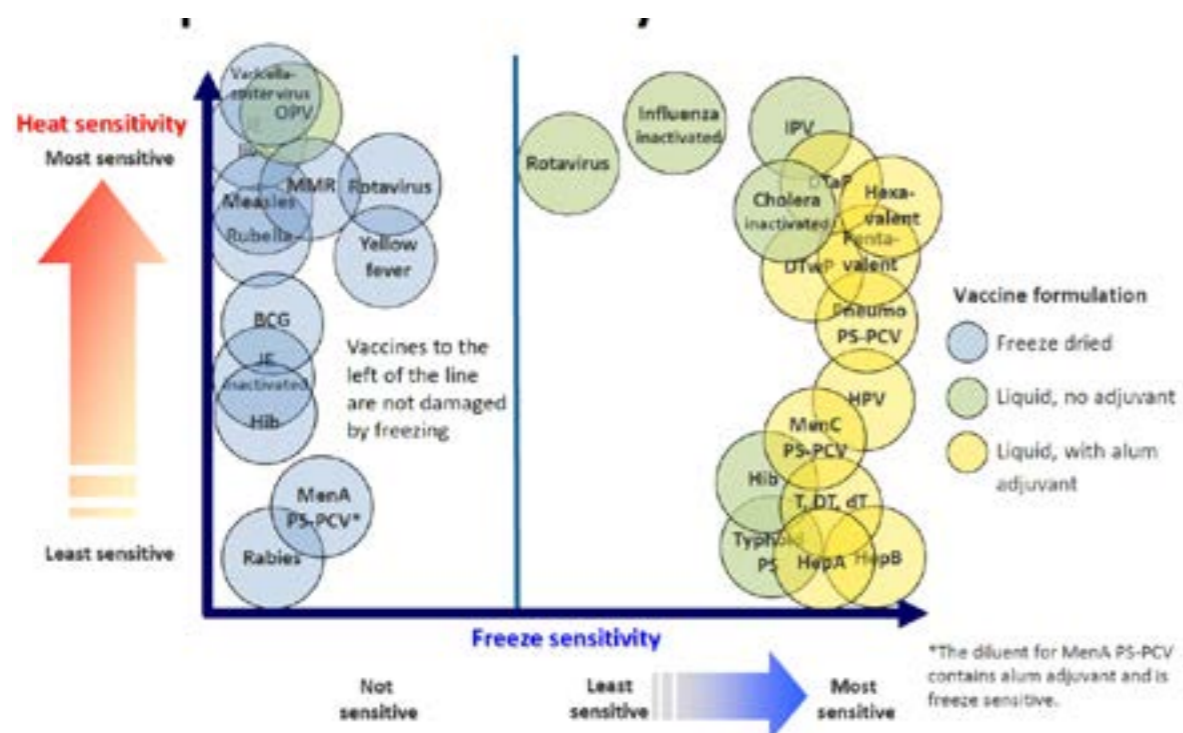 Heat sensitivity
Most sensitive
Least sensitive
Varicella-
zoster virus
OPV
MMR
Rotavirus
Measles
Rubella
Yellow
fever
BCG
JE
inactivated
Hib
MenA
PS-PCV*
Rabies
Vaccines to the
left of the line
are not damaged
by freezing
Rotavirus
Influenza
inactivated
IPV
DTaP
Cholera
inactivated
Hexa-
valent
Penta-
valent
DTwP
Pneumo
PS-PCV
HPV
MenC
PS-PCV
Hib
T, DT, dT
Typhoid
PS
HepA
HepB
Vaccine formulation
Freeze dried
Liquid, no adjuvant
Liquid, with alum
adjuvant
Freeze sensitivity
Not
sensitive
Least
sensitive
Most
sensitive
*The diluent for MenA PS-PCV
contains alum adjuvant and is
freeze sensitive.